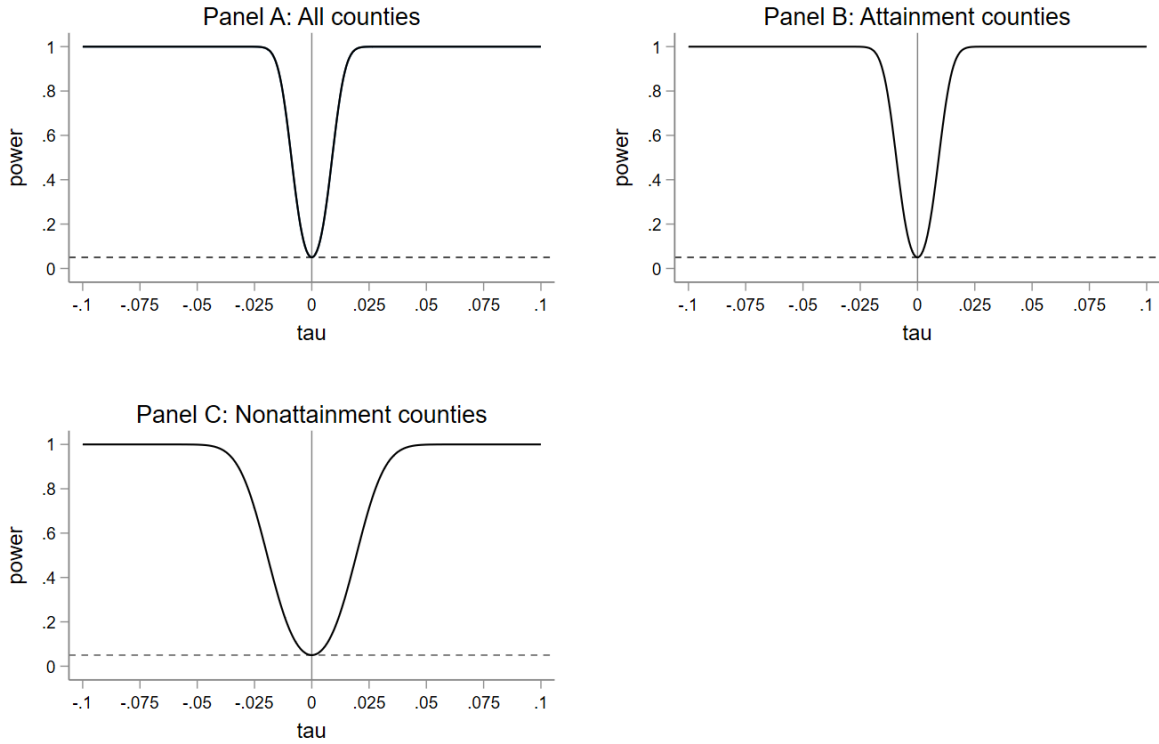 Panel A: All counties
power
1
.8
.6
.4
.2
0
-.1 -.075 -.05 -.025 0 .025 .05 .075 .1
tau
Panel B: Attainment counties
power
1
.8
.6
.4
.2
0
-.1 -.075 -.05 -.025 0 .025 .05 .075 .1
tau
Panel C: Nonattainment counties
power
1
.8
.6
.4
.2
0
-.1 -.075 -.05 -.025 0 .025 .05 .075 .1
tau